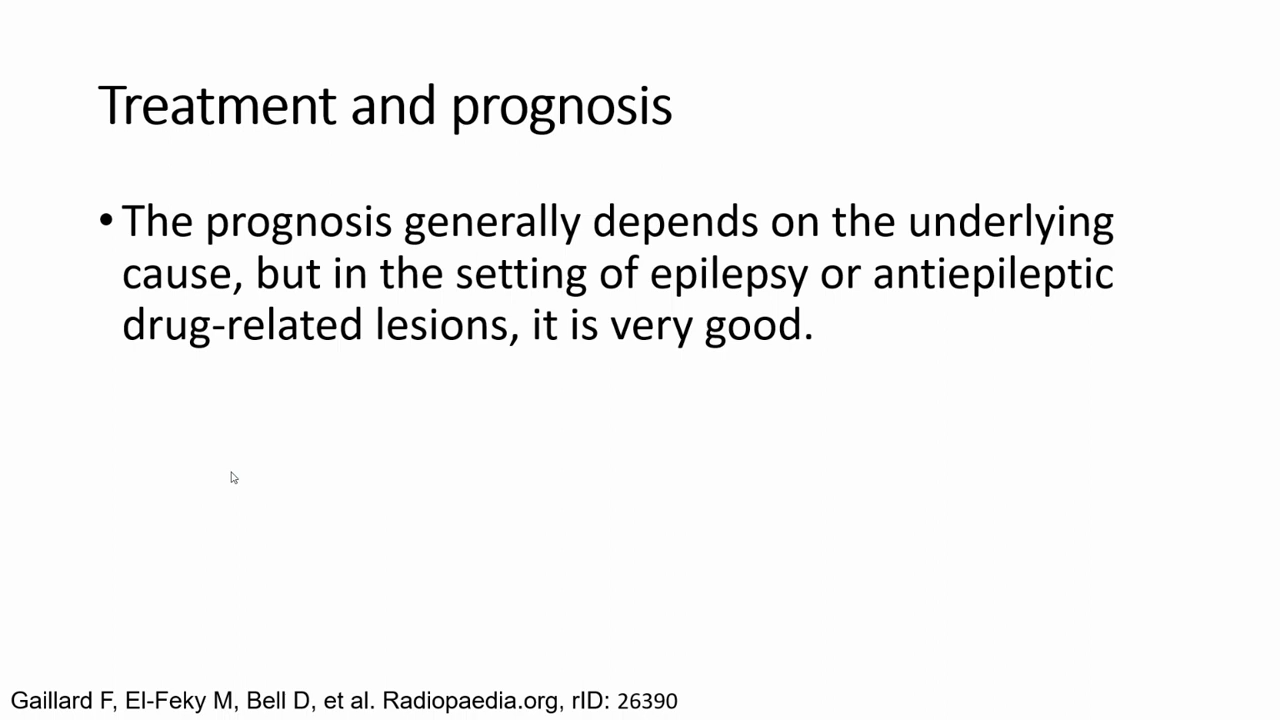 Treatment and prognosis
• The prognosis generally depends on the underlying
cause, but in the setting of epilepsy or antiepileptic
drug-related lesions, it is very good.
Gaillard F, El-Feky M, Bell D, et al. Radiopaedia.org, rID: 26390